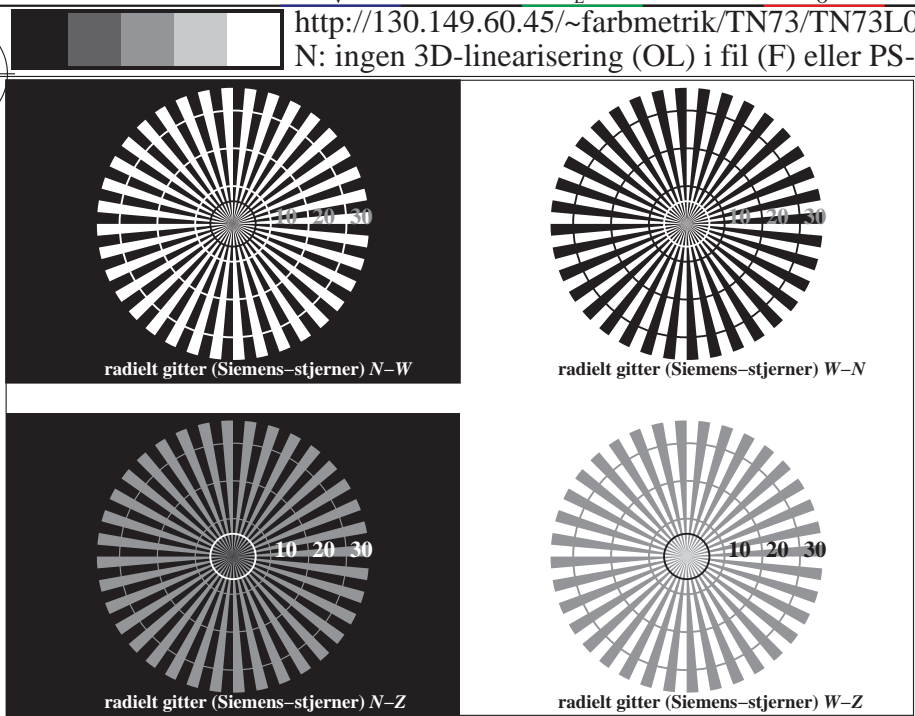 http://130.149.60.45/~farbmetrik/TN73/TN73L0
N: ingen 3D-linearisering (OL) i fil (F) eller PS-
10 20 30
radielt gitter (Siemens−stjerner) N−W
10 20 30
radielt gitter (Siemens−stjerner) W−N
10 20 30
radielt gitter (Siemens−stjerner) N−Z
10 20 30
radielt gitter (Siemens−stjerner) W−Z